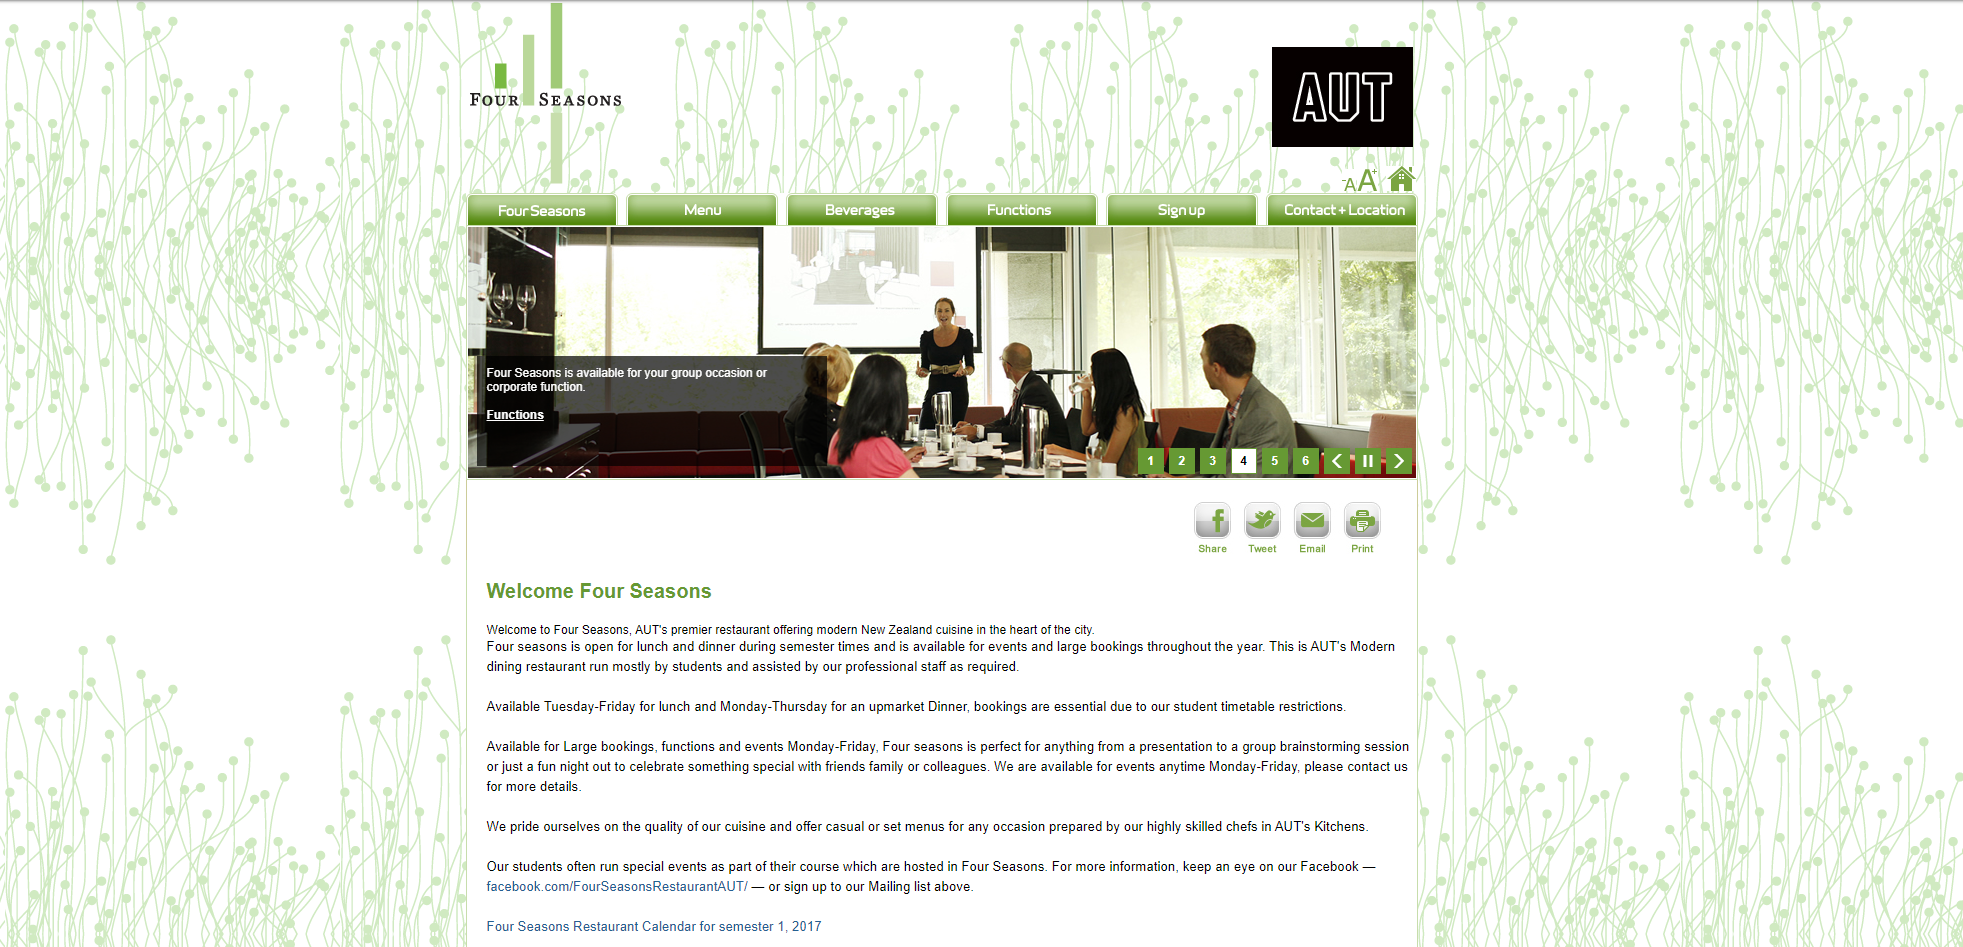 Four Seasons
AUT
-AA+
Four Seasons
Menu
Beverages
Functions
Sign up
Contact + Location
Four Seasons is available for your group occasion or
corporate function.
Functions
1 2 3 4 5 6
Share
Tweet
Email
Print
Welcome Four Seasons
Welcome to Four Seasons, AUT's premier restaurant offering modern New Zealand cuisine in the heart of the city.
Four seasons is open for lunch and dinner during semester times and is available for events and large bookings throughout the year. This is AUT's Modern
dining restaurant run mostly by students and assisted by our professional staff as required.
Available Tuesday-Friday for lunch and Monday-Thursday for an upmarket Dinner, bookings are essential due to our student timetable restrictions.
Available for Large bookings, functions and events Monday-Friday, Four seasons is perfect for anything from a presentation to a group brainstorming session
or just a fun night out to celebrate something special with friends family or colleagues. We are available for events anytime Monday-Friday, please contact us
for more details.
We pride ourselves on the quality of our cuisine and offer casual or set menus for any occasion prepared by our highly skilled chefs in AUT's Kitchens.
Our students often run special events as part of their course which are hosted in Four Seasons. For more information, keep an eye on our Facebook —
facebook.com/FourSeasonsRestaurantAUT/ — or sign up to our Mailing list above.
Four Seasons Restaurant Calendar for semester 1, 2017